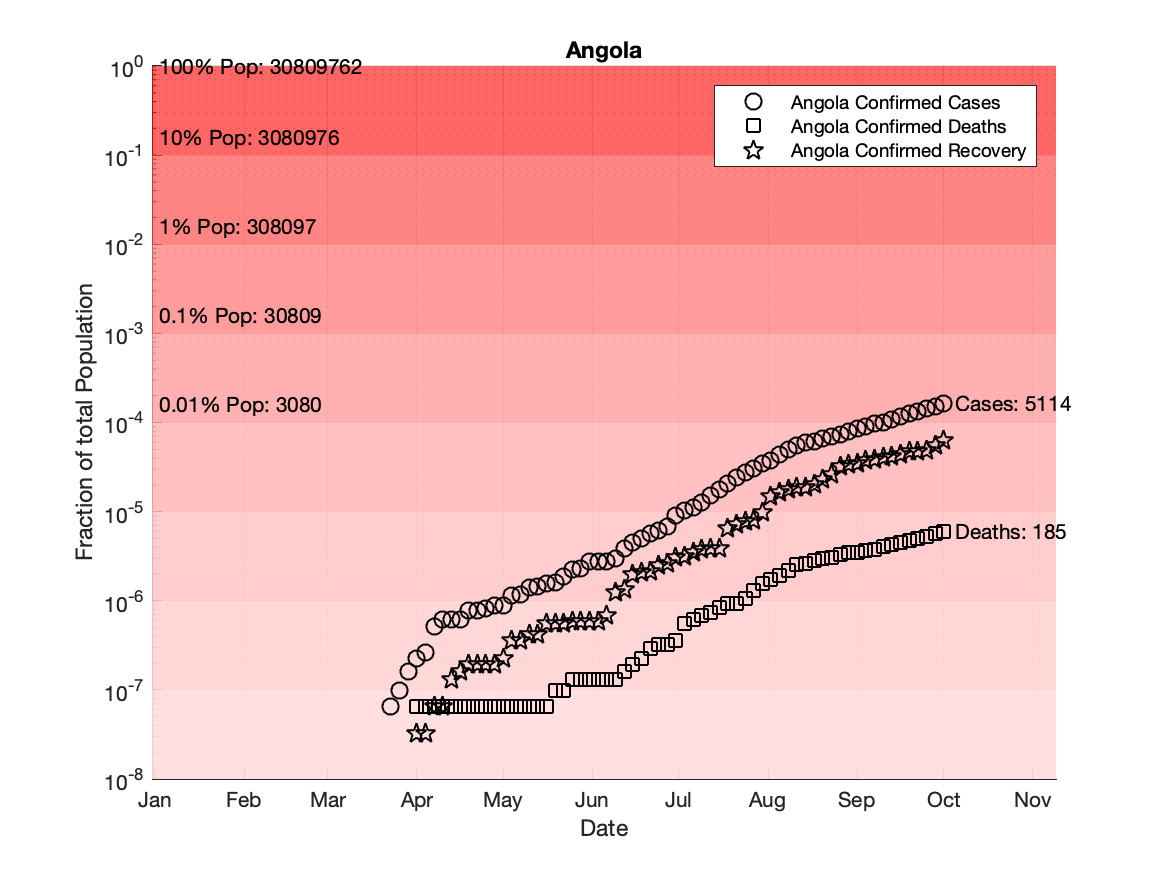 Angola
10^0
100% Pop: 30809762
Angola Confirmed Cases
Angola Confirmed Deaths
Angola Confirmed Recovery
10% Pop: 3080976
10^-1
1% Pop: 308097
10^-2
0.1% Pop: 30809
10^-3
0.01% Pop: 3080
10^-4
Cases: 5114
10^-5
Deaths: 185
10^-6
10^-7
10^-8
Fraction of total Population
Jan Feb Mar Apr May Jun Jul Aug Sep Oct Nov
Date